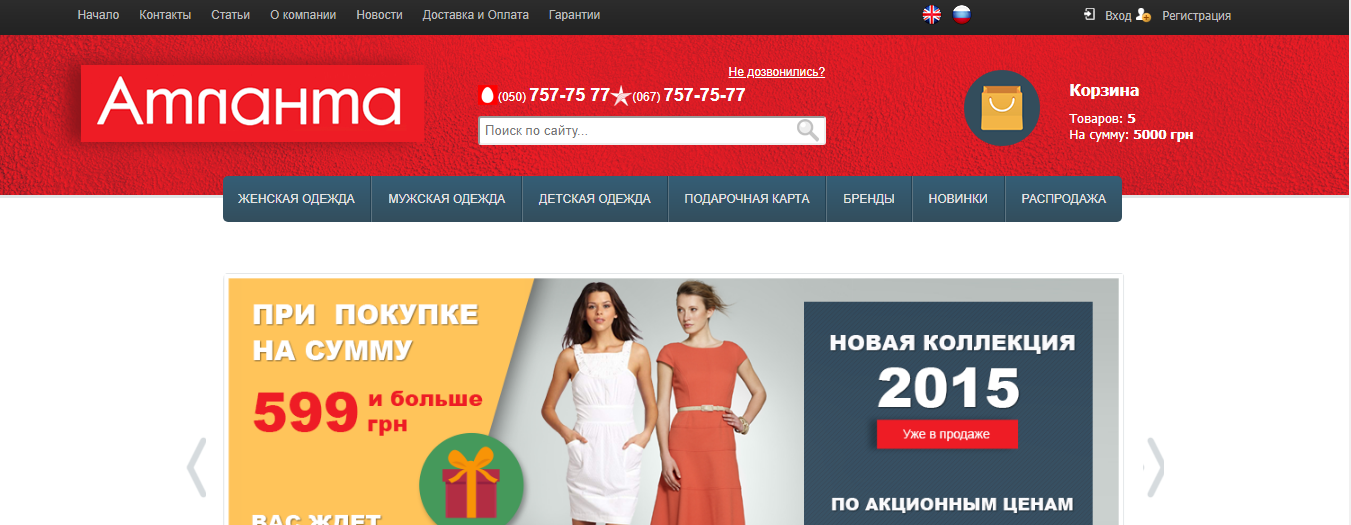 Начало Контакты Статьи О компании Новости Доставка и Оплата Гарантии Вход Регистрация
Атланта
Не дозвонились?
(050) 757-75 77 (067) 757-75-77
Поиск по сайту...
Корзина
Товаров: 5
На сумму: 5000 грн
ЖЕНСКАЯ ОДЕЖДА МУЖСКАЯ ОДЕЖДА ДЕТСКАЯ ОДЕЖДА ПОДАРОЧНАЯ КАРТА БРЕНДЫ НОВИНКИ РАСПРОДАЖА
ПРИ ПОКУПКЕ
НА СУММУ
599 и больше
грн
ВАС ЖДЕТ
НОВАЯ КОЛЛЕКЦИЯ
2015
Уже в продаже
ПО АКЦИОННЫМ ЦЕНАМ